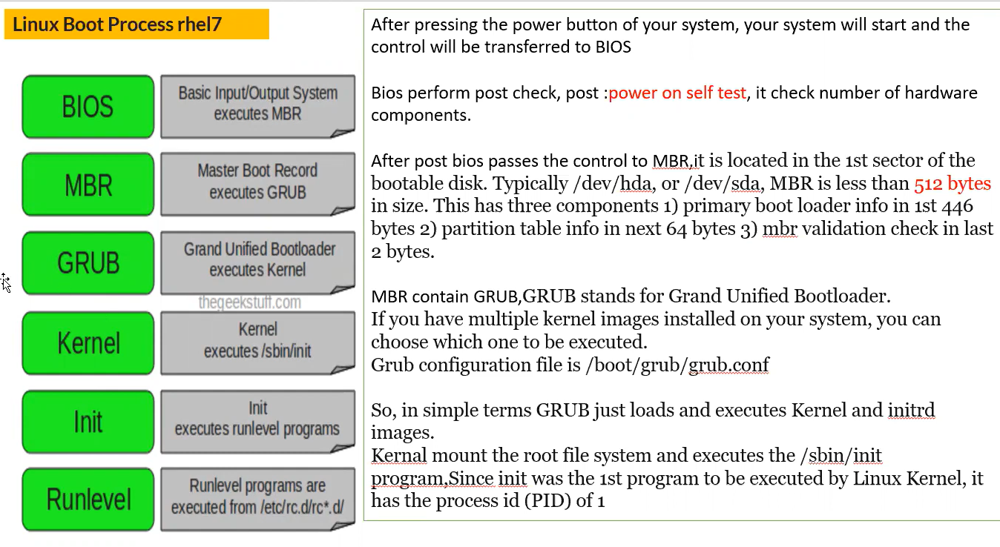 Linux Boot Process rhel7
BIOS
Basic Input/Output System
executes MBR
MBR
Master Boot Record
executes GRUB
GRUB
Grand Unified Bootloader
executes Kernel
thegeekstuff.com
Kernel
Kernel
executes /sbin/init
Init
Init
executes runlevel programs
Runlevel
Runlevel programs are
executed from /etc/rc.d/rc*.d/
After pressing the power button of your system, your system will start and the
control will be transferred to BIOS
Bios perform post check, post :power on self test, it check number of hardware
components.
After post bios passes the control to MBR,it is located in the 1st sector of the
bootable disk. Typically /dev/hda, or /dev/sda, MBR is less than 512 bytes
in size. This has three components 1) primary boot loader info in 1st 446
bytes 2) partition table info in next 64 bytes 3) mbr validation check in last
2 bytes.
MBR contain GRUB,GRUB stands for Grand Unified Bootloader.
If you have multiple kernel images installed on your system, you can
choose which one to be executed.
Grub configuration file is /boot/grub/grub.conf
So, in simple terms GRUB just loads and executes Kernel and initrd
images.
Kernal mount the root file system and executes the /sbin/init
program,Since init was the 1st program to be executed by Linux Kernel, it
has the process id (PID) of 1